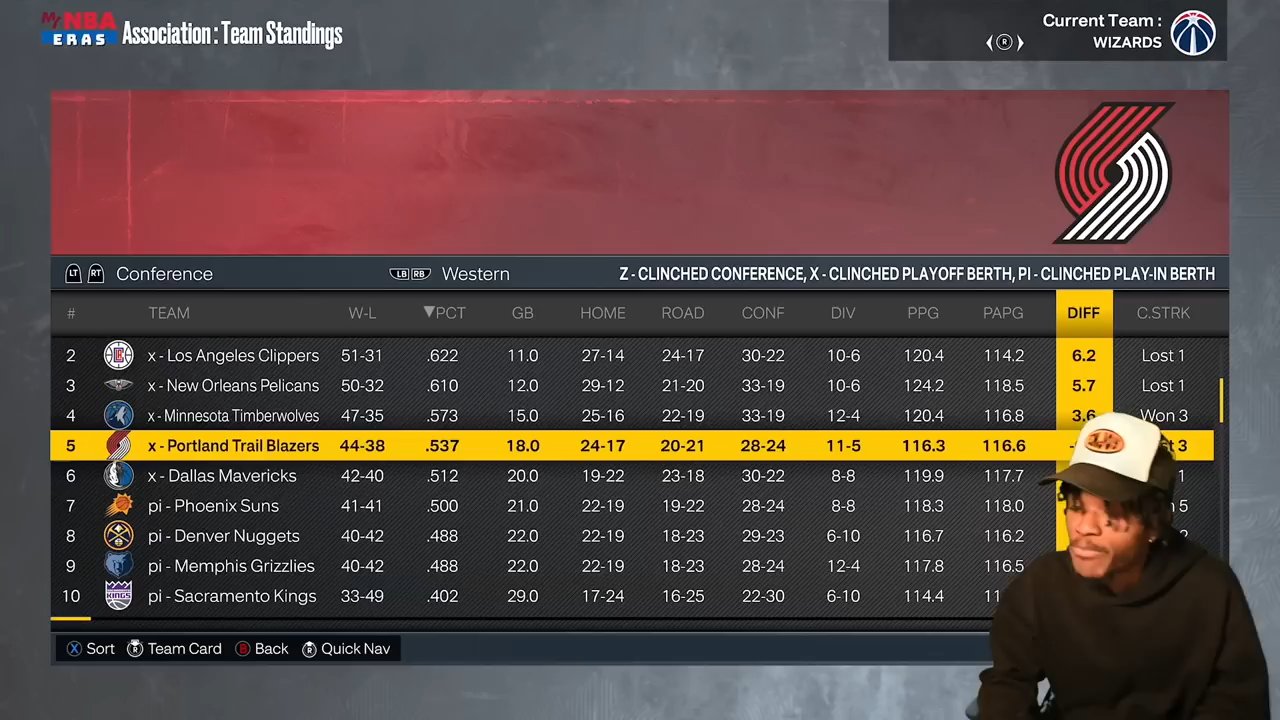 My NBA ERAS Association : Team Standings
Current Team :
R WIZARDS
LT RT Conference LB RB Western Z - CLINCHED CONFERENCE, X - CLINCHED PLAYOFF BERTH, PI - CLINCHED PLAY-IN BERTH
# TEAM W-L ▼PCT GB HOME ROAD CONF DIV PPG PAPG DIFF C.STRK
2 x - Los Angeles Clippers 51-31 .622 11.0 27-14 24-17 30-22 10-6 120.4 114.2 6.2 Lost 1
3 x - New Orleans Pelicans 50-32 .610 12.0 29-12 21-20 33-19 10-6 124.2 118.5 5.7 Lost 1
4 x - Minnesota Timberwolves 47-35 .573 15.0 25-16 22-19 33-19 12-4 120.4 116.8 3.6 Won 3
5 x - Portland Trail Blazers 44-38 .537 18.0 24-17 20-21 28-24 11-5 116.3 116.6 3
6 x - Dallas Mavericks 42-40 .512 20.0 19-22 23-18 30-22 8-8 119.9 117.7 1
7 pi - Phoenix Suns 41-41 .500 21.0 22-19 19-22 28-24 8-8 118.3 118.0 5
8 pi - Denver Nuggets 40-42 .488 22.0 22-19 18-23 29-23 6-10 116.7 116.2
9 pi - Memphis Grizzlies 40-42 .488 22.0 22-19 18-23 28-24 12-4 117.8 116.5
10 KINGS pi - Sacramento Kings 33-49 .402 29.0 17-24 16-25 22-30 6-10 114.4
X Sort R Team Card B Back R Quick Nav